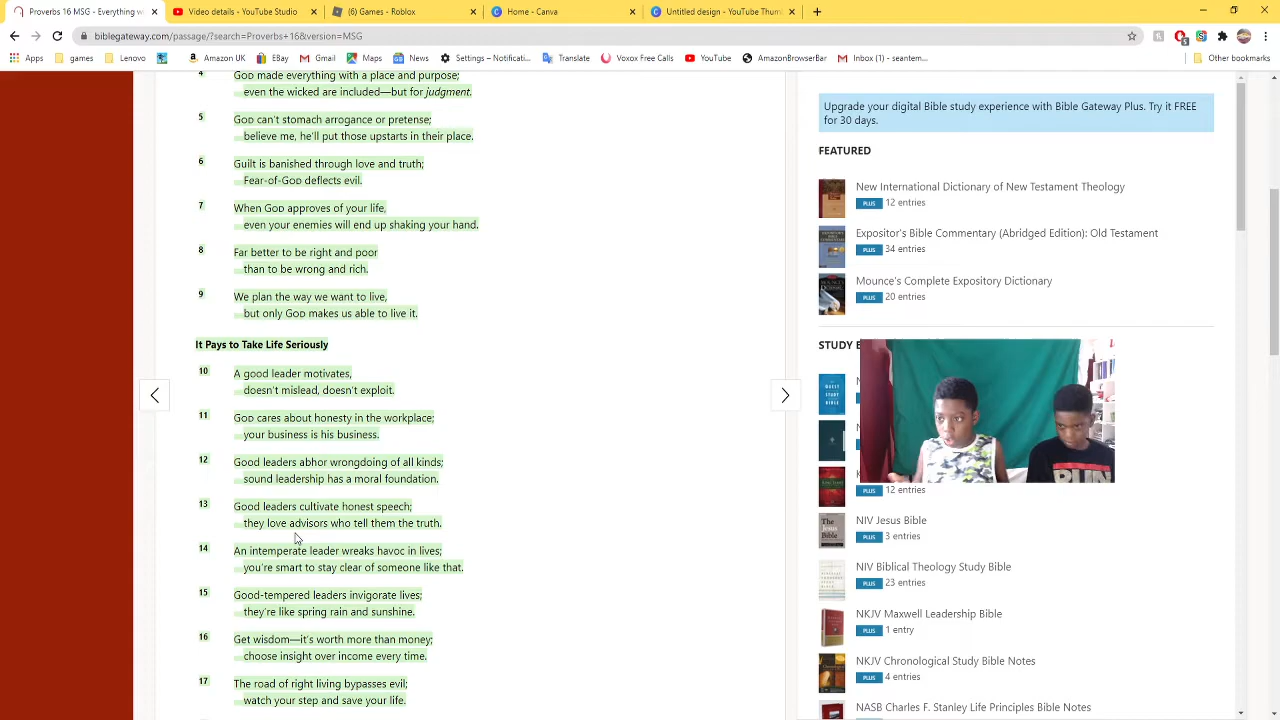 Proverbs 16 MSG - Everything w
Video details - YouTube Studio
(6) Games - Roblox
Home - Canva
Untitled design - YouTube Thum
biblegateway.com/passage/?search=Proverbs+16&version=MSG
Apps games Lenovo Amazon UK EBay Gmail Maps News Settings – Notificati... Translate Voxox Free Calls YouTube AmazonBrowserBar Inbox (1) - seantem... Other bookmarks
4 God made everything with a place and purpose;
even the wicked are included—but for judgment.
5 GOD can't stomach arrogance or pretense;
believe me, he'll put those upstarts in their place.
6 Guilt is banished through love and truth;
Fear-of-GOD deflects evil.
7 When GOD approves of your life,
even your enemies will end up shaking your hand.
8 Far better to be right and poor
than to be wrong and rich.
9 We plan the way we want to live,
but only GOD makes us able to live it.
It Pays to Take Life Seriously
10 A good leader motivates,
doesn't mislead, doesn't exploit.
11 GOD cares about honesty in the workplace;
your business is his business.
12 Good leaders abhor wrongdoing of all kinds;
sound leadership has a moral foundation.
13 Good leaders cultivate honest speech;
they love advisors who tell them the truth.
14 An intemperate leader wreaks havoc in lives;
you're smart to stay clear of someone like that.
15 Good-tempered leaders invigorate lives;
they're like spring rain and sunshine.
16 Get wisdom—it's worth more than money;
choose insight over income every time.
17 The road of right living bypasses evil;
watch your step and save your life.
Upgrade your digital Bible study experience with Bible Gateway Plus. Try it FREE
for 30 days.
FEATURED
New International Dictionary of New Testament Theology
PLUS 12 entries
Expositor's Bible Commentary (Abridged Edition): Old Testament
PLUS 34 entries
Mounce's Complete Expository Dictionary
PLUS 20 entries
STUDY
PLUS 12 entries
NIV Jesus Bible
PLUS 3 entries
NIV Biblical Theology Study Bible
PLUS 23 entries
NKJV Maxwell Leadership Bible
PLUS 1 entry
NKJV Chronological Study Bible Notes
PLUS 4 entries
NASB Charles F. Stanley Life Principles Bible Notes